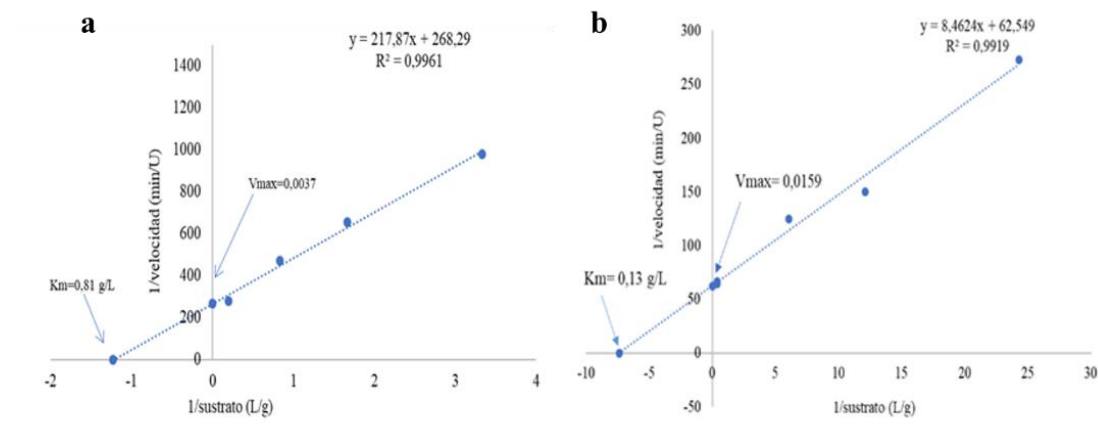 a
y = 217,87x + 268,29
R² = 0,9961
1400
1200
1000
800
600
400
200
0
1/velocidad (min/U)
Vmax=0,0037
Km=0,81 g/L
-2
-1
0
1
2
3
4
1/sustrato (L/g)
b
y = 8,4624x + 62,549
R² = 0,9919
300
250
200
150
100
50
0
-50
1/velocidad (min/U)
Vmax= 0,0159
Km= 0,13 g/L
-10
-5
0
5
10
15
20
25
30
1/sustrato (L/g)